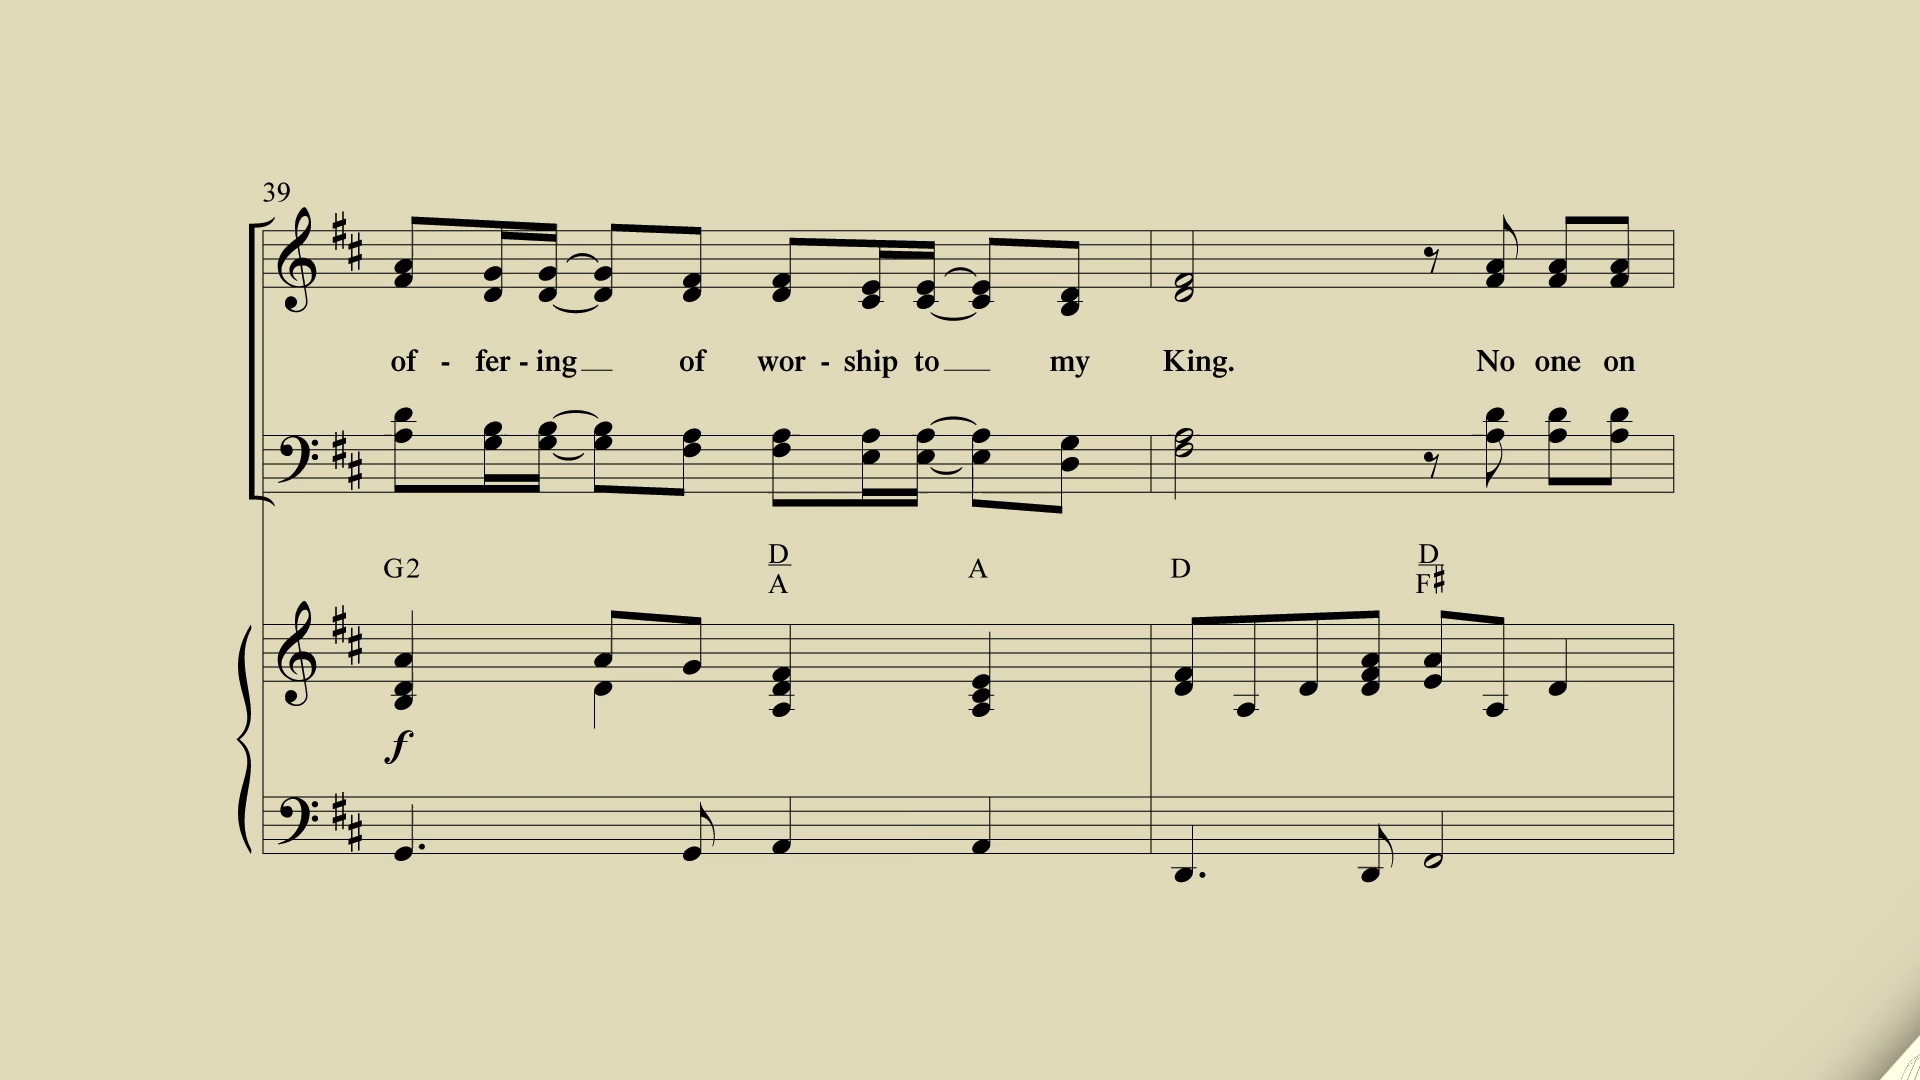 39
of - fer - ing of wor - ship to my King. No one on
G2 D/A A D D/F♯
f